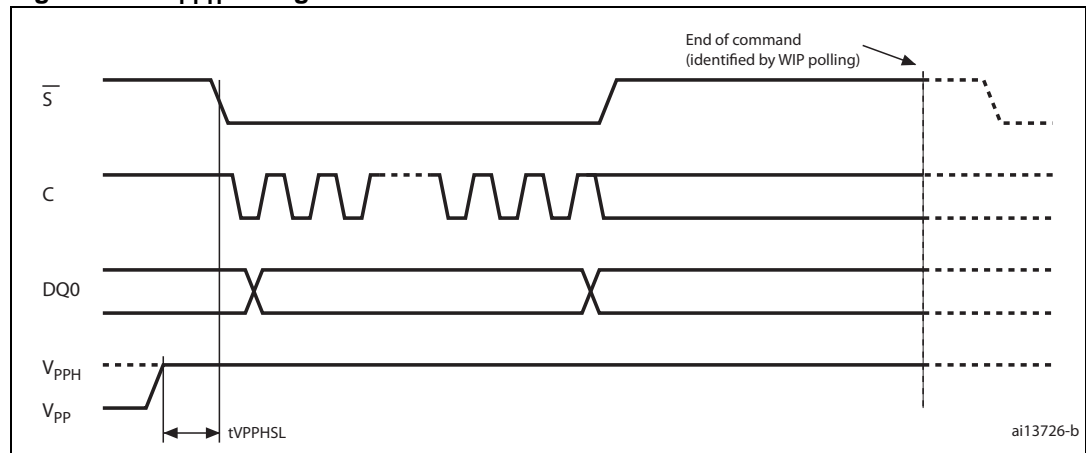 End of command
(identified by WIP polling)
S
C
DQ0
VPPH
VPP
tVPPHSL
ai13726-b